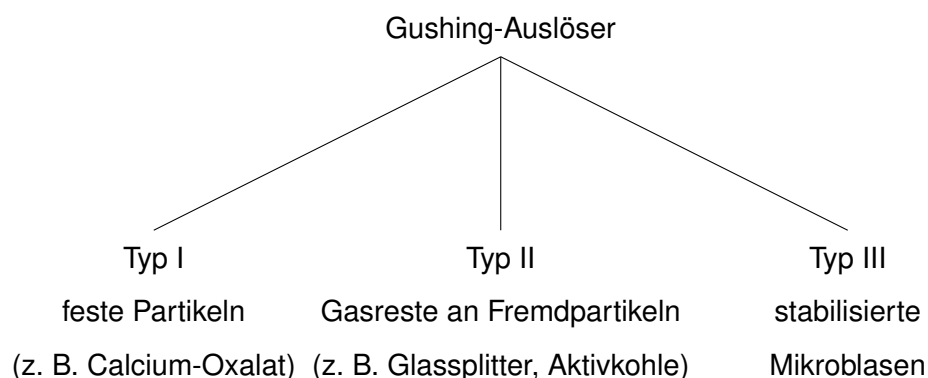 Gushing-Auslöser
Typ I Typ II Typ III
feste Partikeln Gasreste an Fremdpartikeln stabilisierte
(z. B. Calcium-Oxalat) (z. B. Glassplitter, Aktivkohle) Mikroblasen